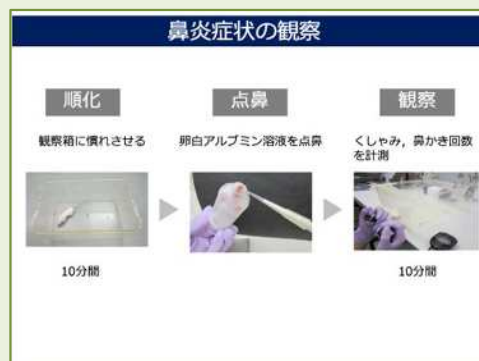 鼻炎症状の観察
順化
点鼻
観察
観察箱に慣れさせる
卵白アルブミン溶液を点鼻
くしゃみ，鼻かき回数
を計測
10分間
10分間